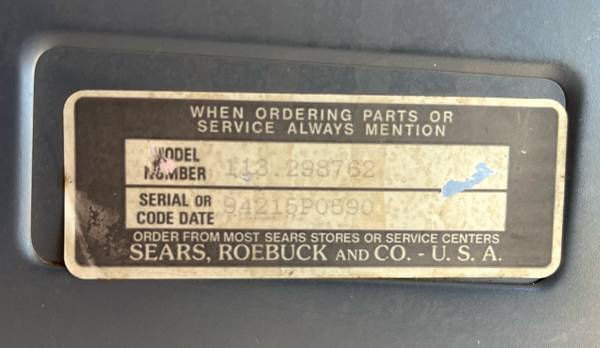 WHEN ORDERING PARTS OR
SERVICE ALWAYS MENTION
MODEL
NUMBER 113.298762
SERIAL OR
CODE DATE 94215P0590
ORDER FROM MOST SEARS STORES OR SERVICE CENTERS
SEARS, ROEBUCK AND CO. - U. S. A.